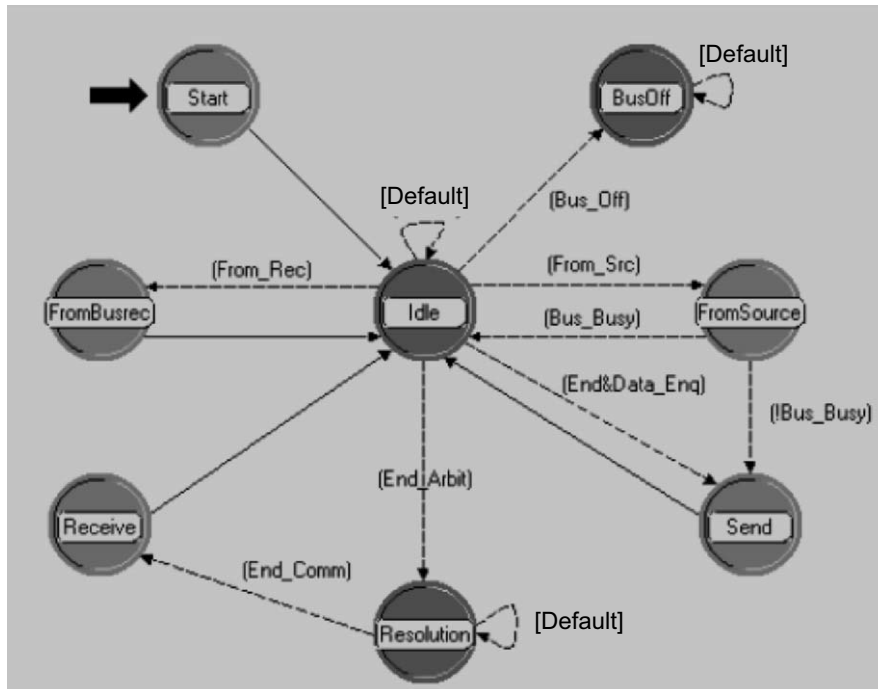 [Default]
Start
BusOff
[Default]
(Bus_Off)
(From_Rec)
(From_Src)
FromBusrec
Idle
FromSource
(Bus_Busy)
(End&Data_Enq)
(!Bus_Busy)
(End_Arbit)
Receive
Send
(End_Comm)
Resolution
[Default]